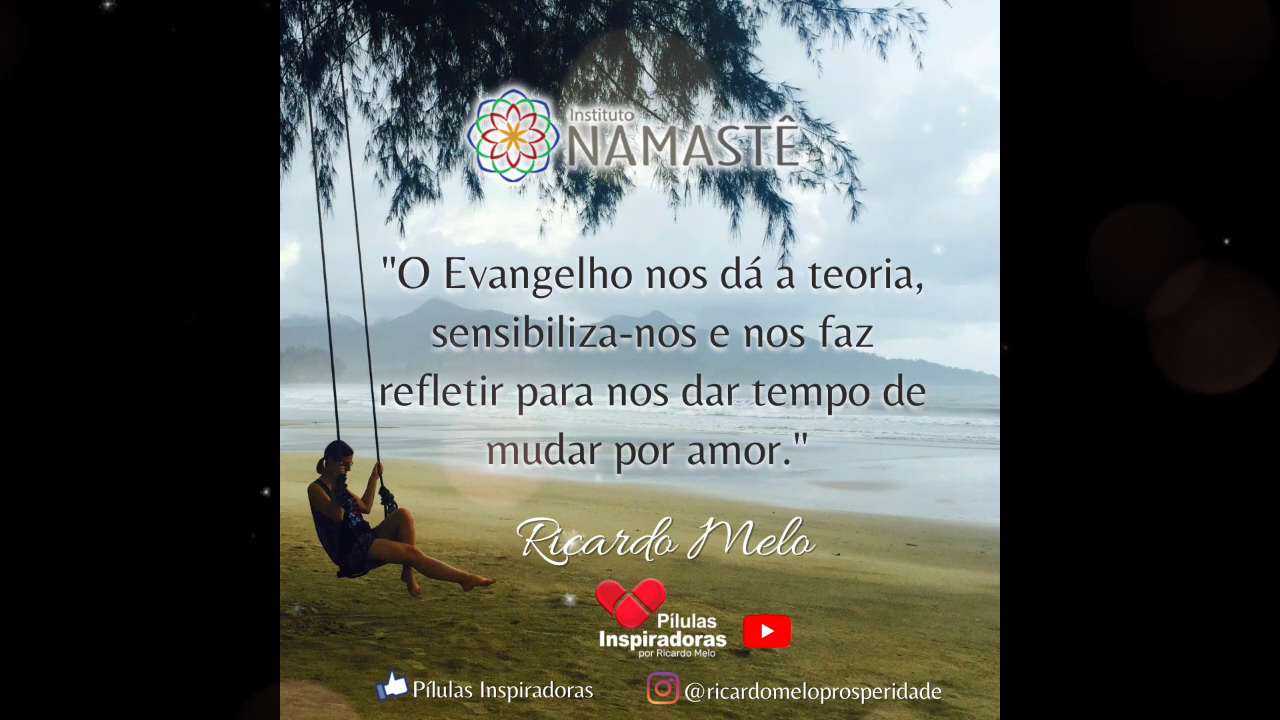 Instituto
NAMASTÊ
"O Evangelho nos dá a teoria,
sensibiliza-nos e nos faz
refletir para nos dar tempo de
mudar por amor."
Ricardo Melo
Pílulas
Inspiradoras
por Ricardo Melo
Pílulas Inspiradoras
@ricardomeloprosperidade